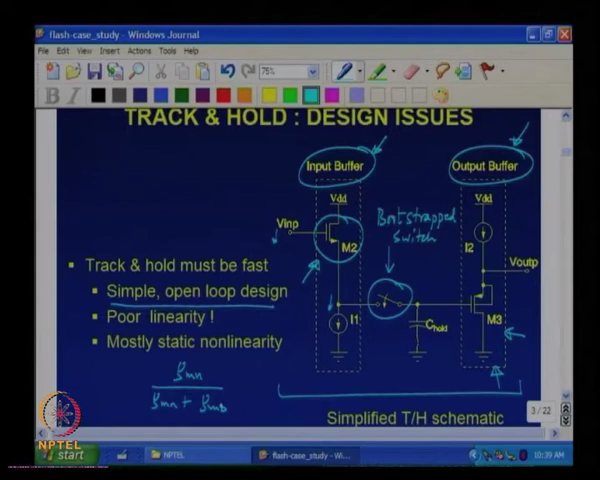 flash-case_study - Windows Journal
File Edit View Insert Actions Tools Help
75%
B I
TRACK & HOLD : DESIGN ISSUES
Input Buffer
Output Buffer
Vdd
Vdd
Vinp
M2
Bootstrapped
switch
I2
Voutp
Track & hold must be fast
Simple, open loop design
Poor linearity !
Mostly static nonlinearity
I1
Chold
M3
gmn
gmn + gmb
Simplified T/H schematic
3 / 22
NPTEL
start
NPTEL
flash-case_study - Wi...
10:39 AM